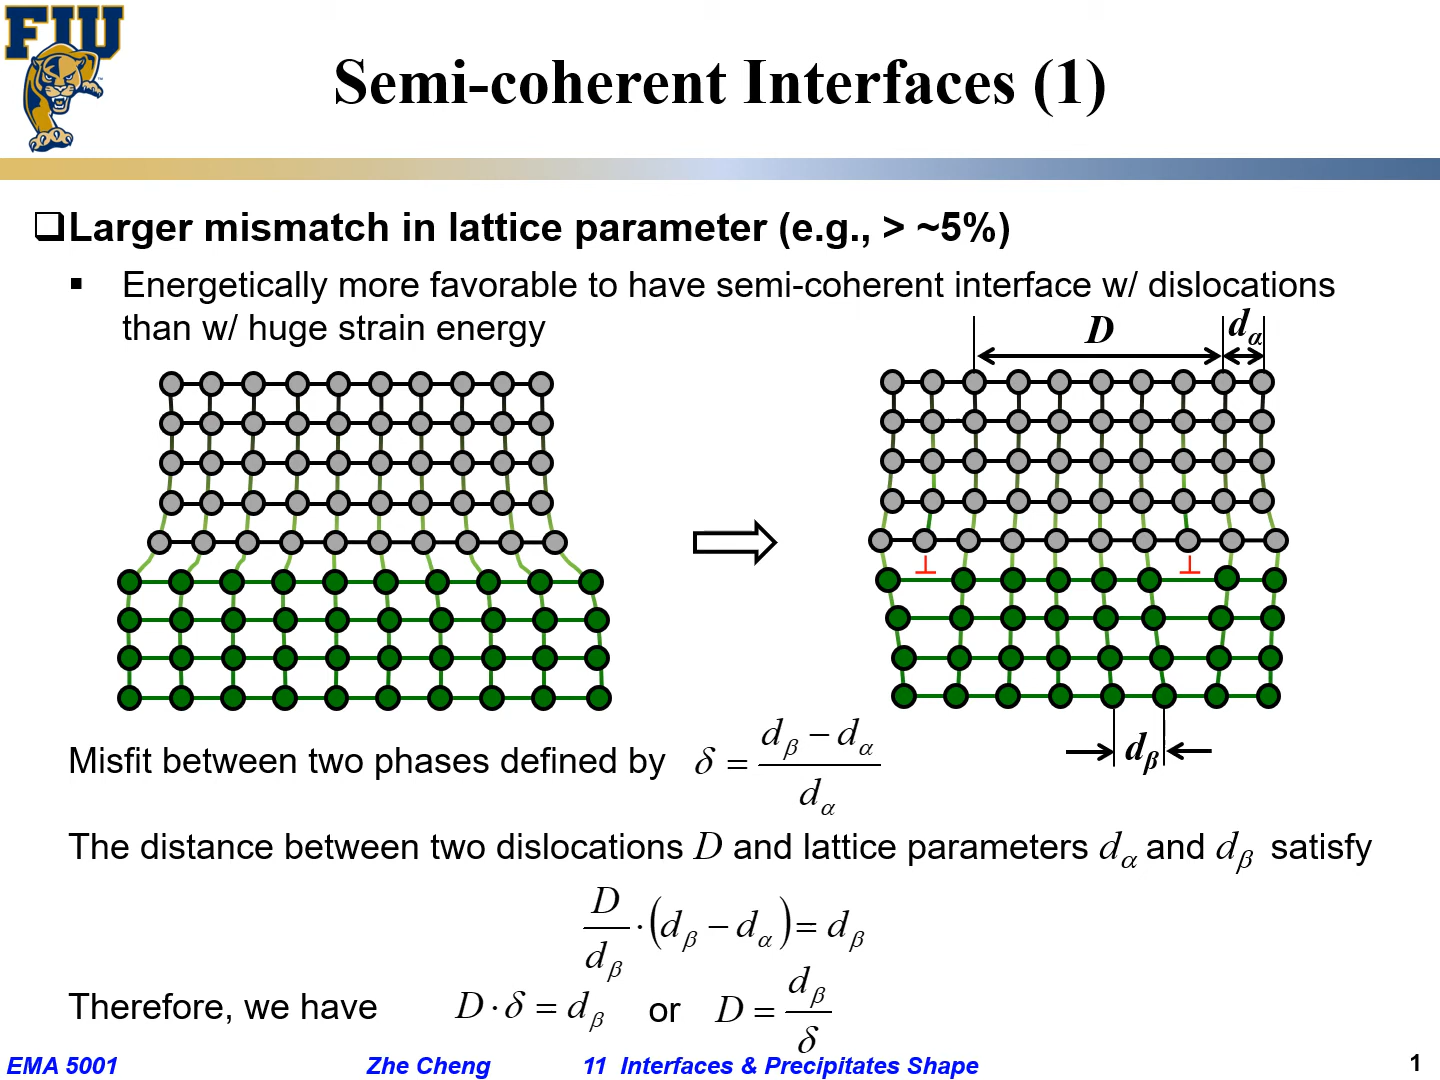 FIU
Semi-coherent Interfaces (1)
❑Larger mismatch in lattice parameter (e.g., > ~5%)
▪ Energetically more favorable to have semi-coherent interface w/ dislocations
than w/ huge strain energy
D
dα
⊥ ⊥
dβ
Misfit between two phases defined by δ = (dβ − dα) / dα
The distance between two dislocations D and lattice parameters dα and dβ satisfy
D / dβ · (dβ − dα) = dβ
Therefore, we have D · δ = dβ or D = dβ / δ
EMA 5001 Zhe Cheng 11 Interfaces & Precipitates Shape 1